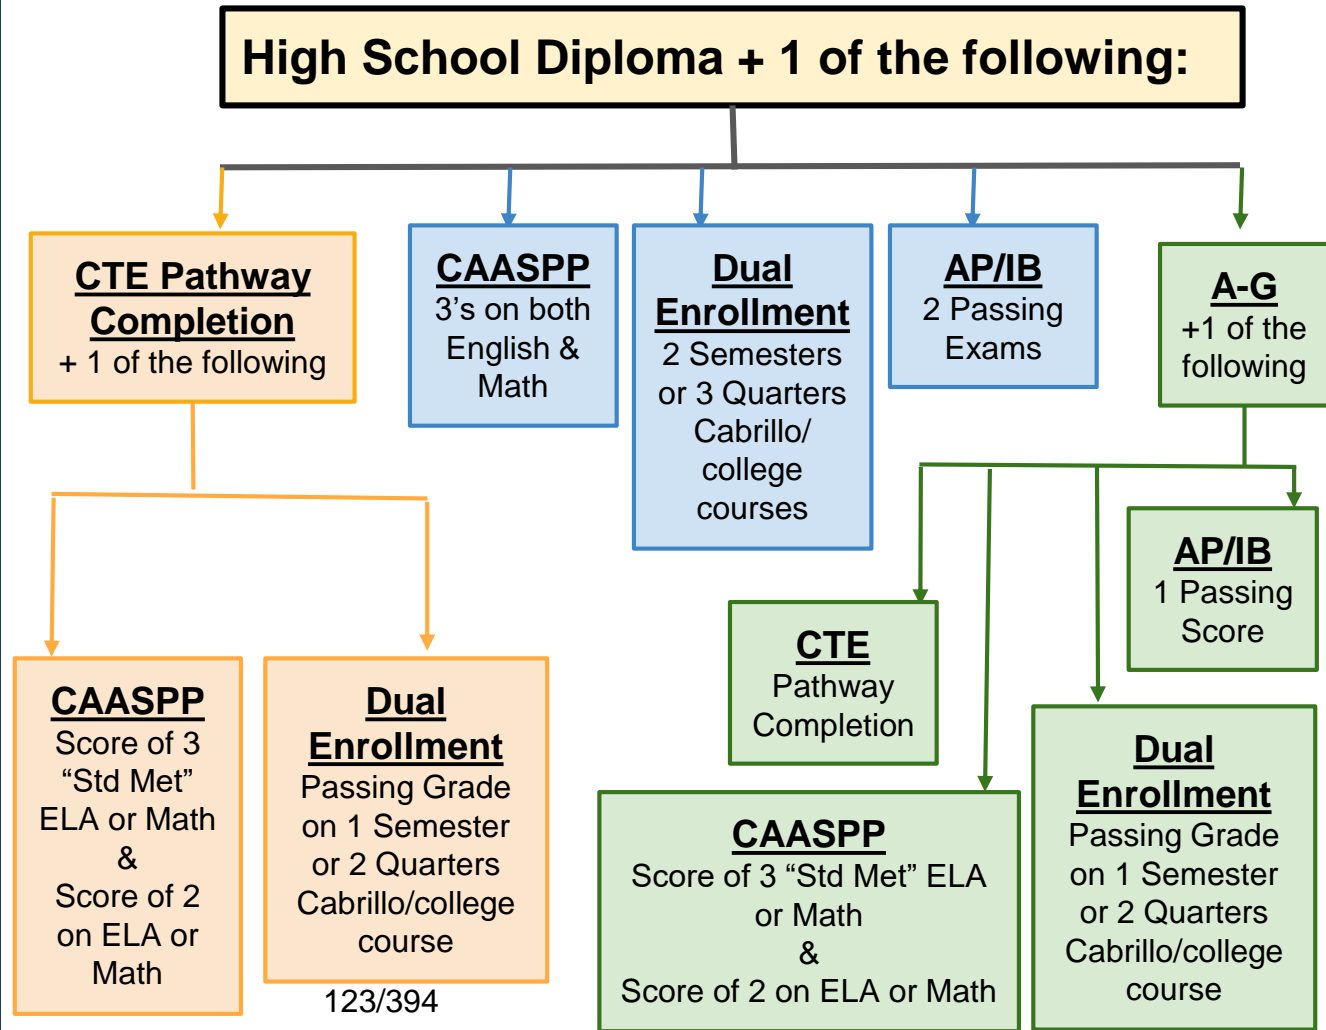 High School Diploma + 1 of the following:
CTE Pathway
Completion
+ 1 of the following
CAASPP
3’s on both
English &
Math
Dual
Enrollment
2 Semesters
or 3 Quarters
Cabrillo/
college
courses
AP/IB
2 Passing
Exams
A-G
+1 of the
following
CAASPP
Score of 3
“Std Met”
ELA or Math
&
Score of 2
on ELA or
Math
Dual
Enrollment
Passing Grade
on 1 Semester
or 2 Quarters
Cabrillo/college
course
CTE
Pathway
Completion
CAASPP
Score of 3 “Std Met” ELA
or Math
&
Score of 2 on ELA or Math
Dual
Enrollment
Passing Grade
on 1 Semester
or 2 Quarters
Cabrillo/college
course
AP/IB
1 Passing
Score
123/394